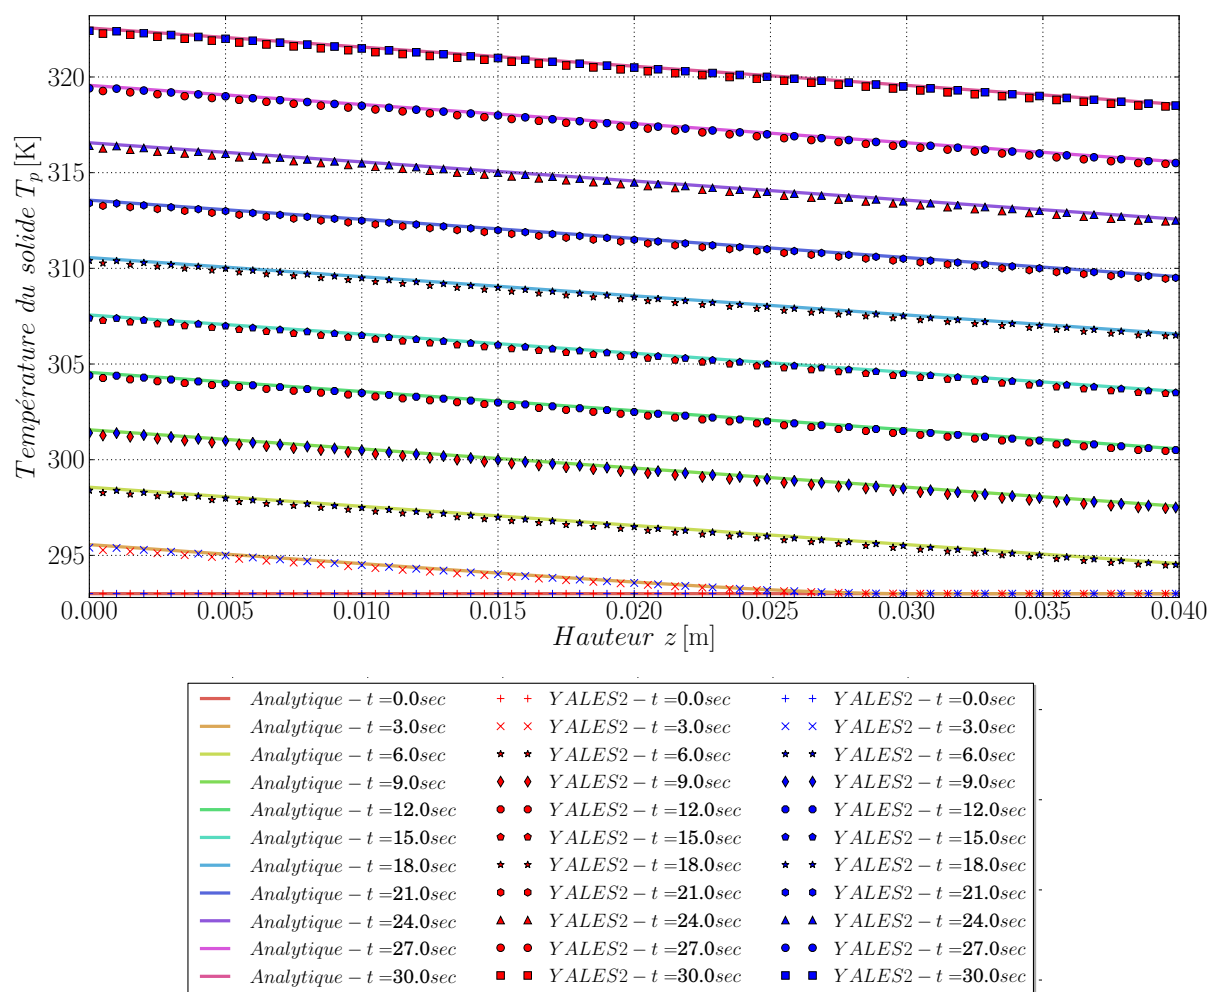 320
315
310
305
300
295
Température du solide T_p [K]
0.000 0.005 0.010 0.015 0.020 0.025 0.030 0.035 0.040
Hauteur z [m]
Analytique − t = 0.0sec YALES2 − t = 0.0sec YALES2 − t = 0.0sec
Analytique − t = 3.0sec YALES2 − t = 3.0sec YALES2 − t = 3.0sec
Analytique − t = 6.0sec YALES2 − t = 6.0sec YALES2 − t = 6.0sec
Analytique − t = 9.0sec YALES2 − t = 9.0sec YALES2 − t = 9.0sec
Analytique − t = 12.0sec YALES2 − t = 12.0sec YALES2 − t = 12.0sec
Analytique − t = 15.0sec YALES2 − t = 15.0sec YALES2 − t = 15.0sec
Analytique − t = 18.0sec YALES2 − t = 18.0sec YALES2 − t = 18.0sec
Analytique − t = 21.0sec YALES2 − t = 21.0sec YALES2 − t = 21.0sec
Analytique − t = 24.0sec YALES2 − t = 24.0sec YALES2 − t = 24.0sec
Analytique − t = 27.0sec YALES2 − t = 27.0sec YALES2 − t = 27.0sec
Analytique − t = 30.0sec YALES2 − t = 30.0sec YALES2 − t = 30.0sec